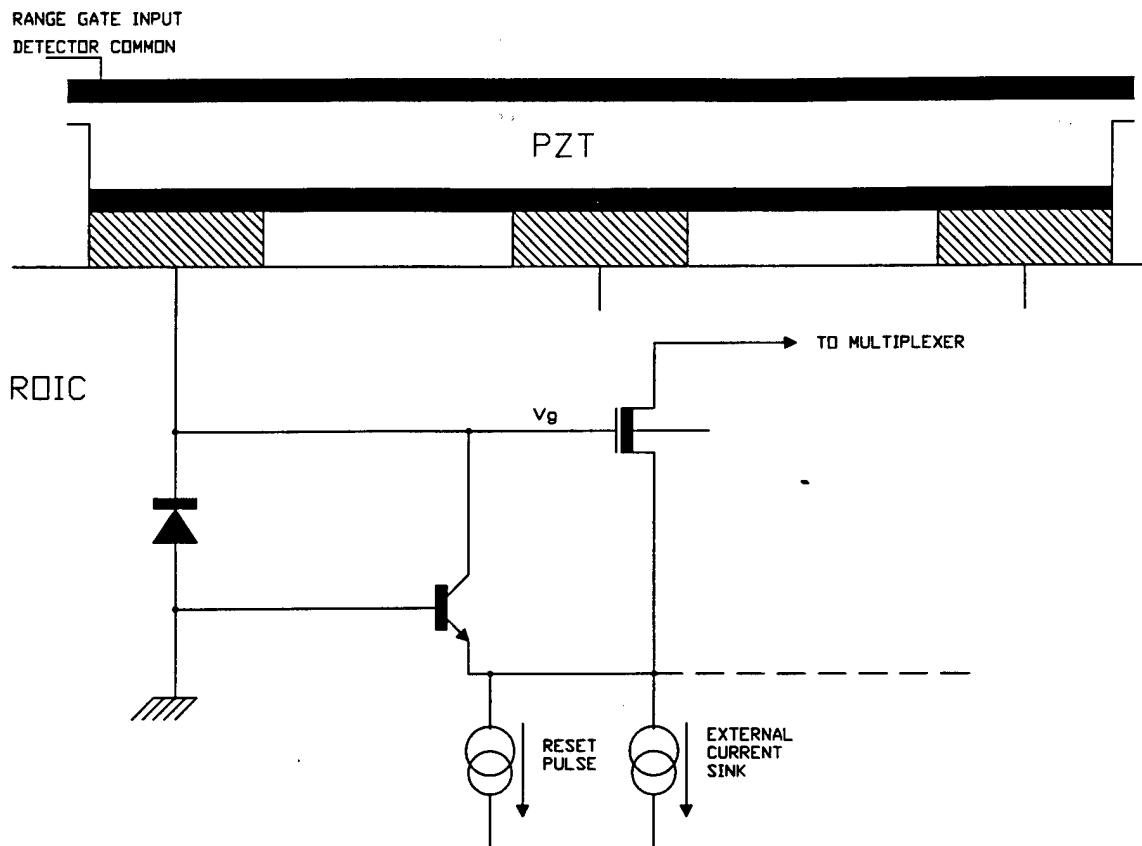 RANGE GATE INPUT
DETECTOR COMMON
PZT
TO MULTIPLEXER
ROIC
Vg
RESET
PULSE
EXTERNAL
CURRENT
SINK